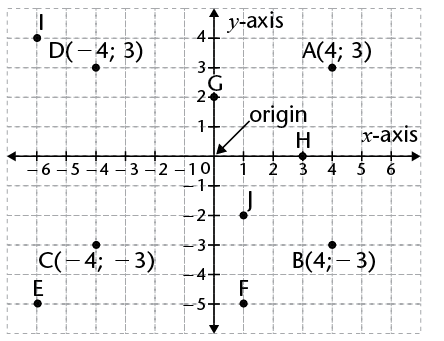 I
y-axis
4
D(−4; 3)
A(4; 3)
3
G
2
1
origin
H
x-axis
−6 −5 −4 −3 −2 −1 0 1 2 3 4 5 6
−1
J
−2
−3
C(−4; −3)
B(4;−3)
−4
E
F
−5